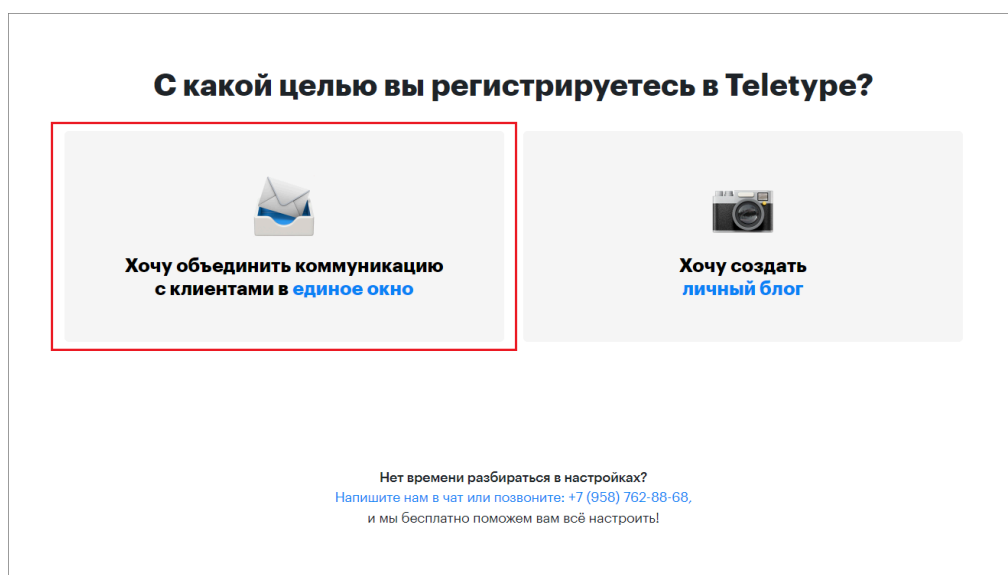 С какой целью вы регистрируетесь в Teletype?
Хочу объединить коммуникацию
с клиентами в единое окно
Хочу создать
личный блог
Нет времени разбираться в настройках?
Напишите нам в чат или позвоните: +7 (958) 762-88-68,
и мы бесплатно поможем вам всё настроить!